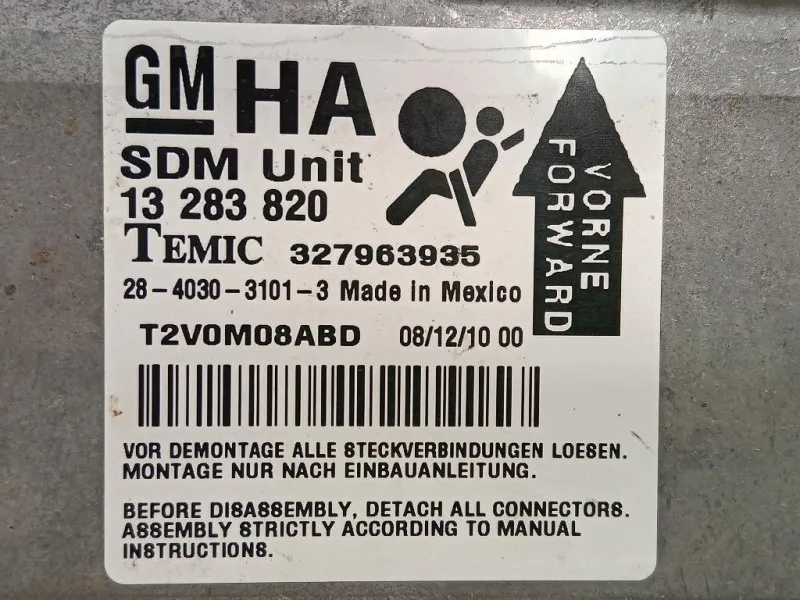 GM HA
SDM Unit
13 283 820
TEMIC 327963935
28-4030-3101-3 Made in Mexico
T2V0M08ABD 08/12/10 00
VORNE
FORWARD
VOR DEMONTAGE ALLE STECKVERBINDUNGEN LOESEN.
MONTAGE NUR NACH EINBAUANLEITUNG.
BEFORE DISASSEMBLY, DETACH ALL CONNECTORS.
ASSEMBLY STRICTLY ACCORDING TO MANUAL
INSTRUCTIONS.